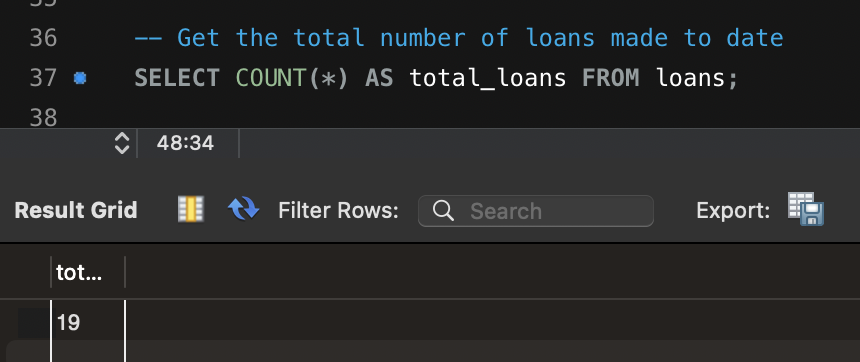 35
36 -- Get the total number of loans made to date
37 SELECT COUNT(*) AS total_loans FROM loans;
38
48:34
Result Grid Filter Rows: Search Export:
tot...
19